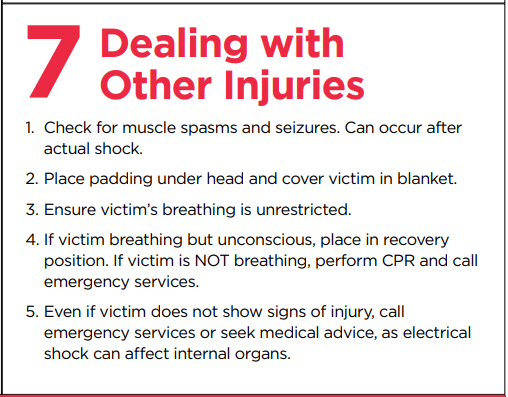 7 Dealing with
Other Injuries
1. Check for muscle spasms and seizures. Can occur after
actual shock.
2. Place padding under head and cover victim in blanket.
3. Ensure victim’s breathing is unrestricted.
4. If victim breathing but unconscious, place in recovery
position. If victim is NOT breathing, perform CPR and call
emergency services.
5. Even if victim does not show signs of injury, call
emergency services or seek medical advice, as electrical
shock can affect internal organs.